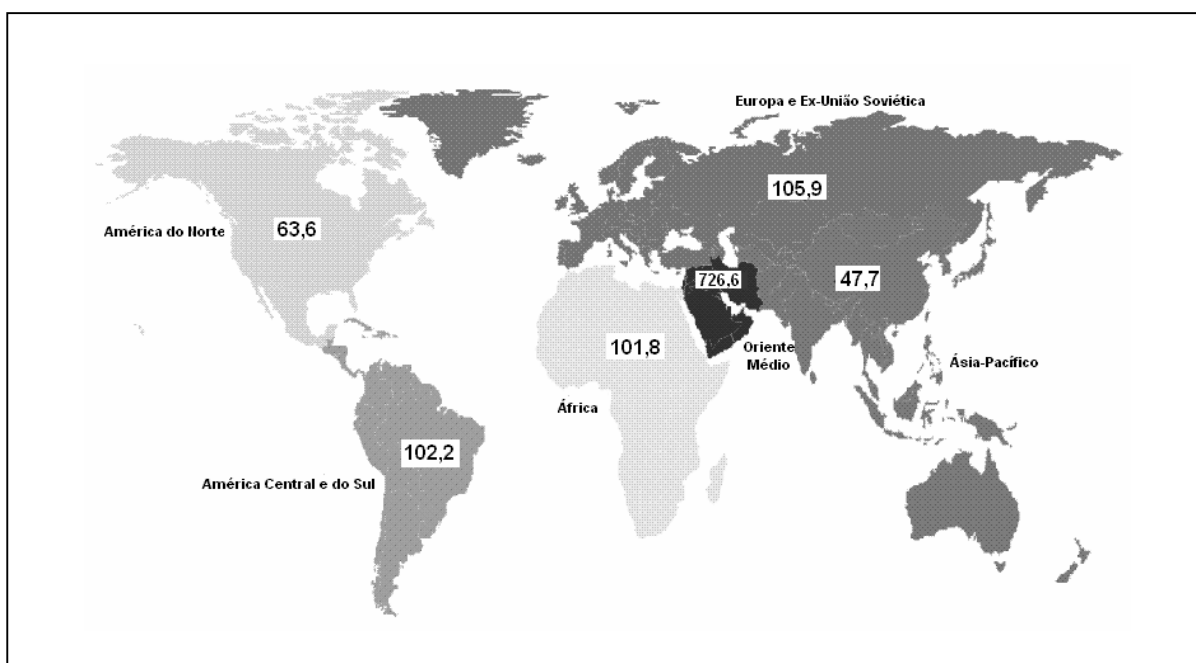 Europa e Ex-União Soviética
105,9
América do Norte
63,6
726,6
47,7
101,8
Oriente
Médio
Ásia-Pacífico
África
102,2
América Central e do Sul